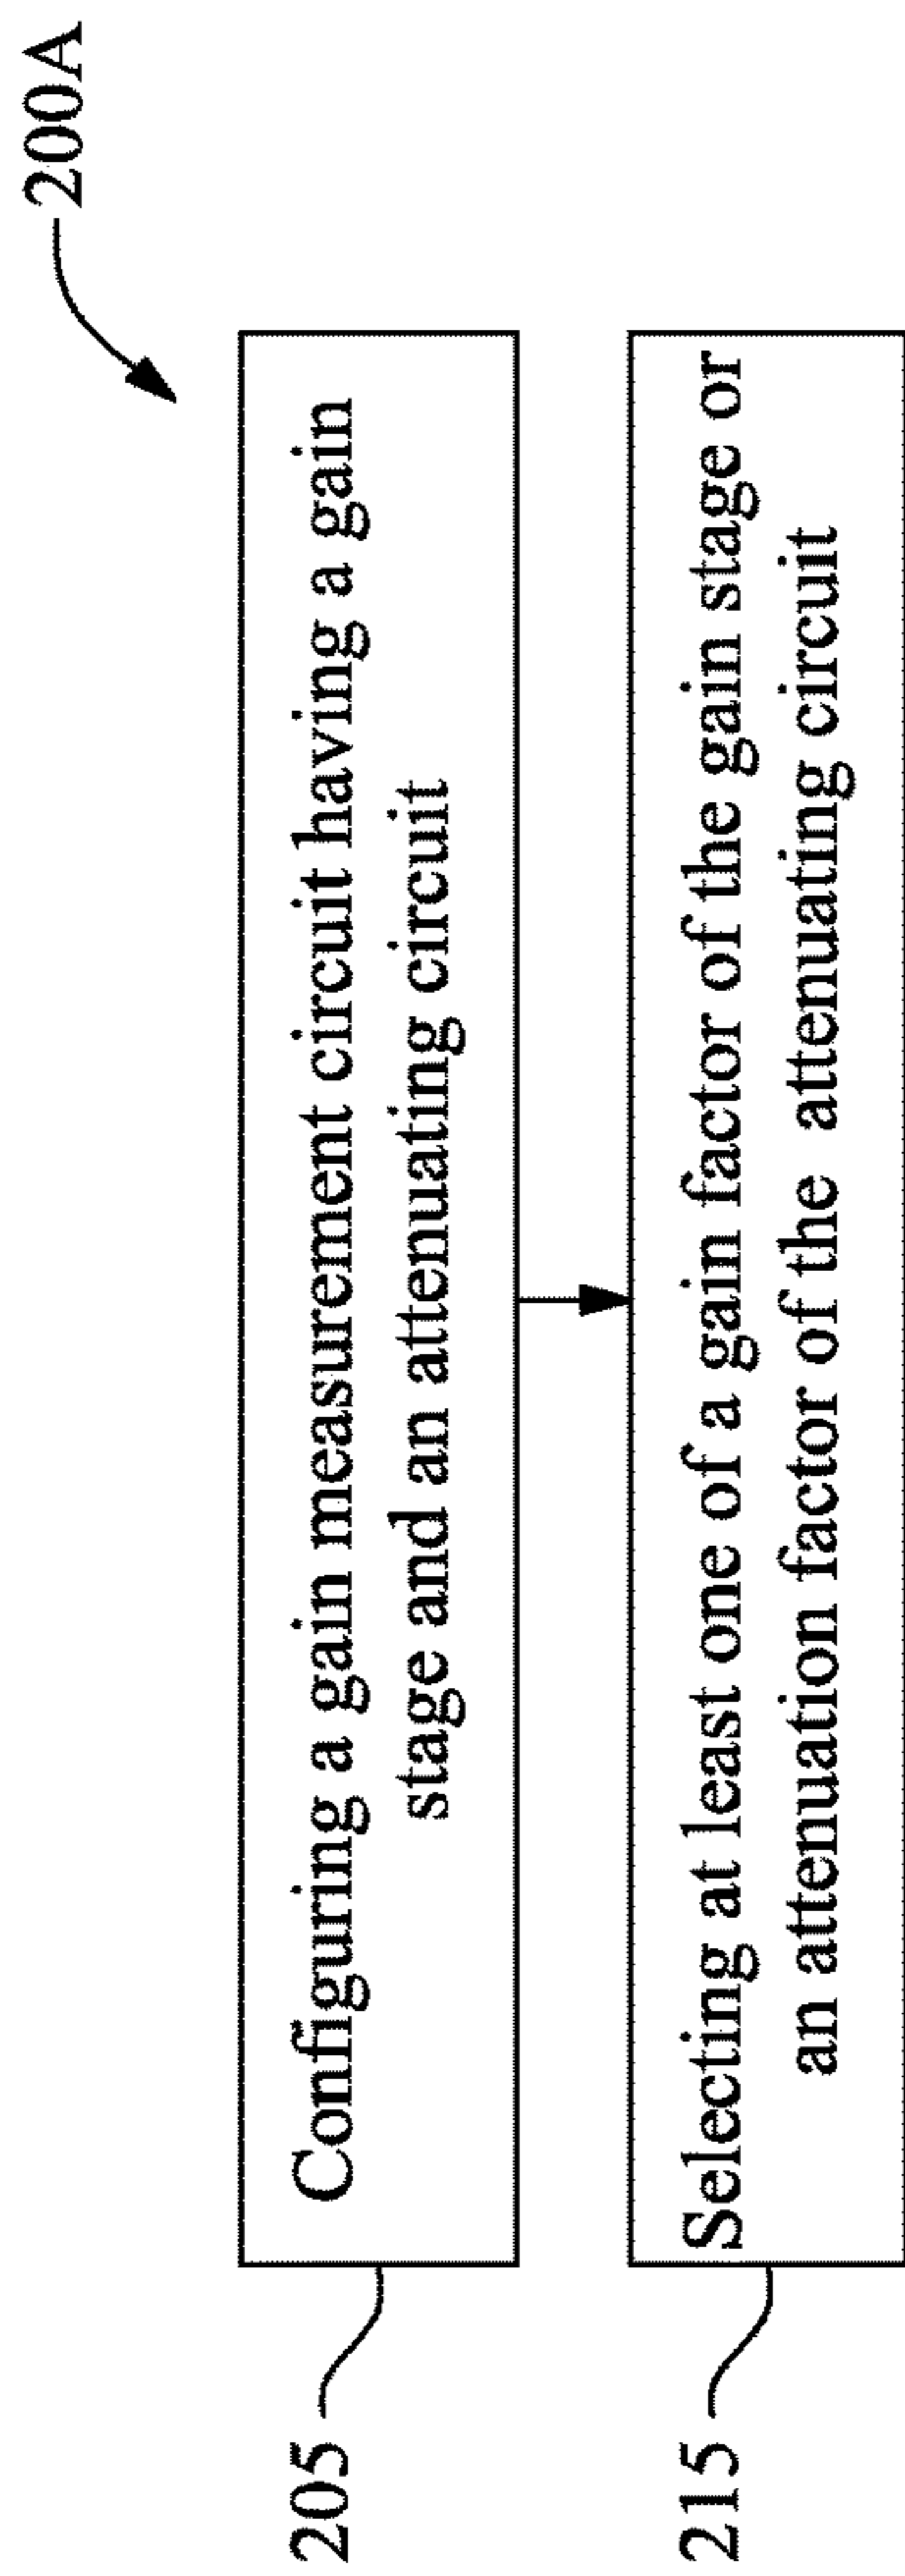 200A
205
Configuring a gain measurement circuit having a gain
stage and an attenuating circuit
215
Selecting at least one of a gain factor of the gain stage or
an attenuation factor of the attenuating circuit